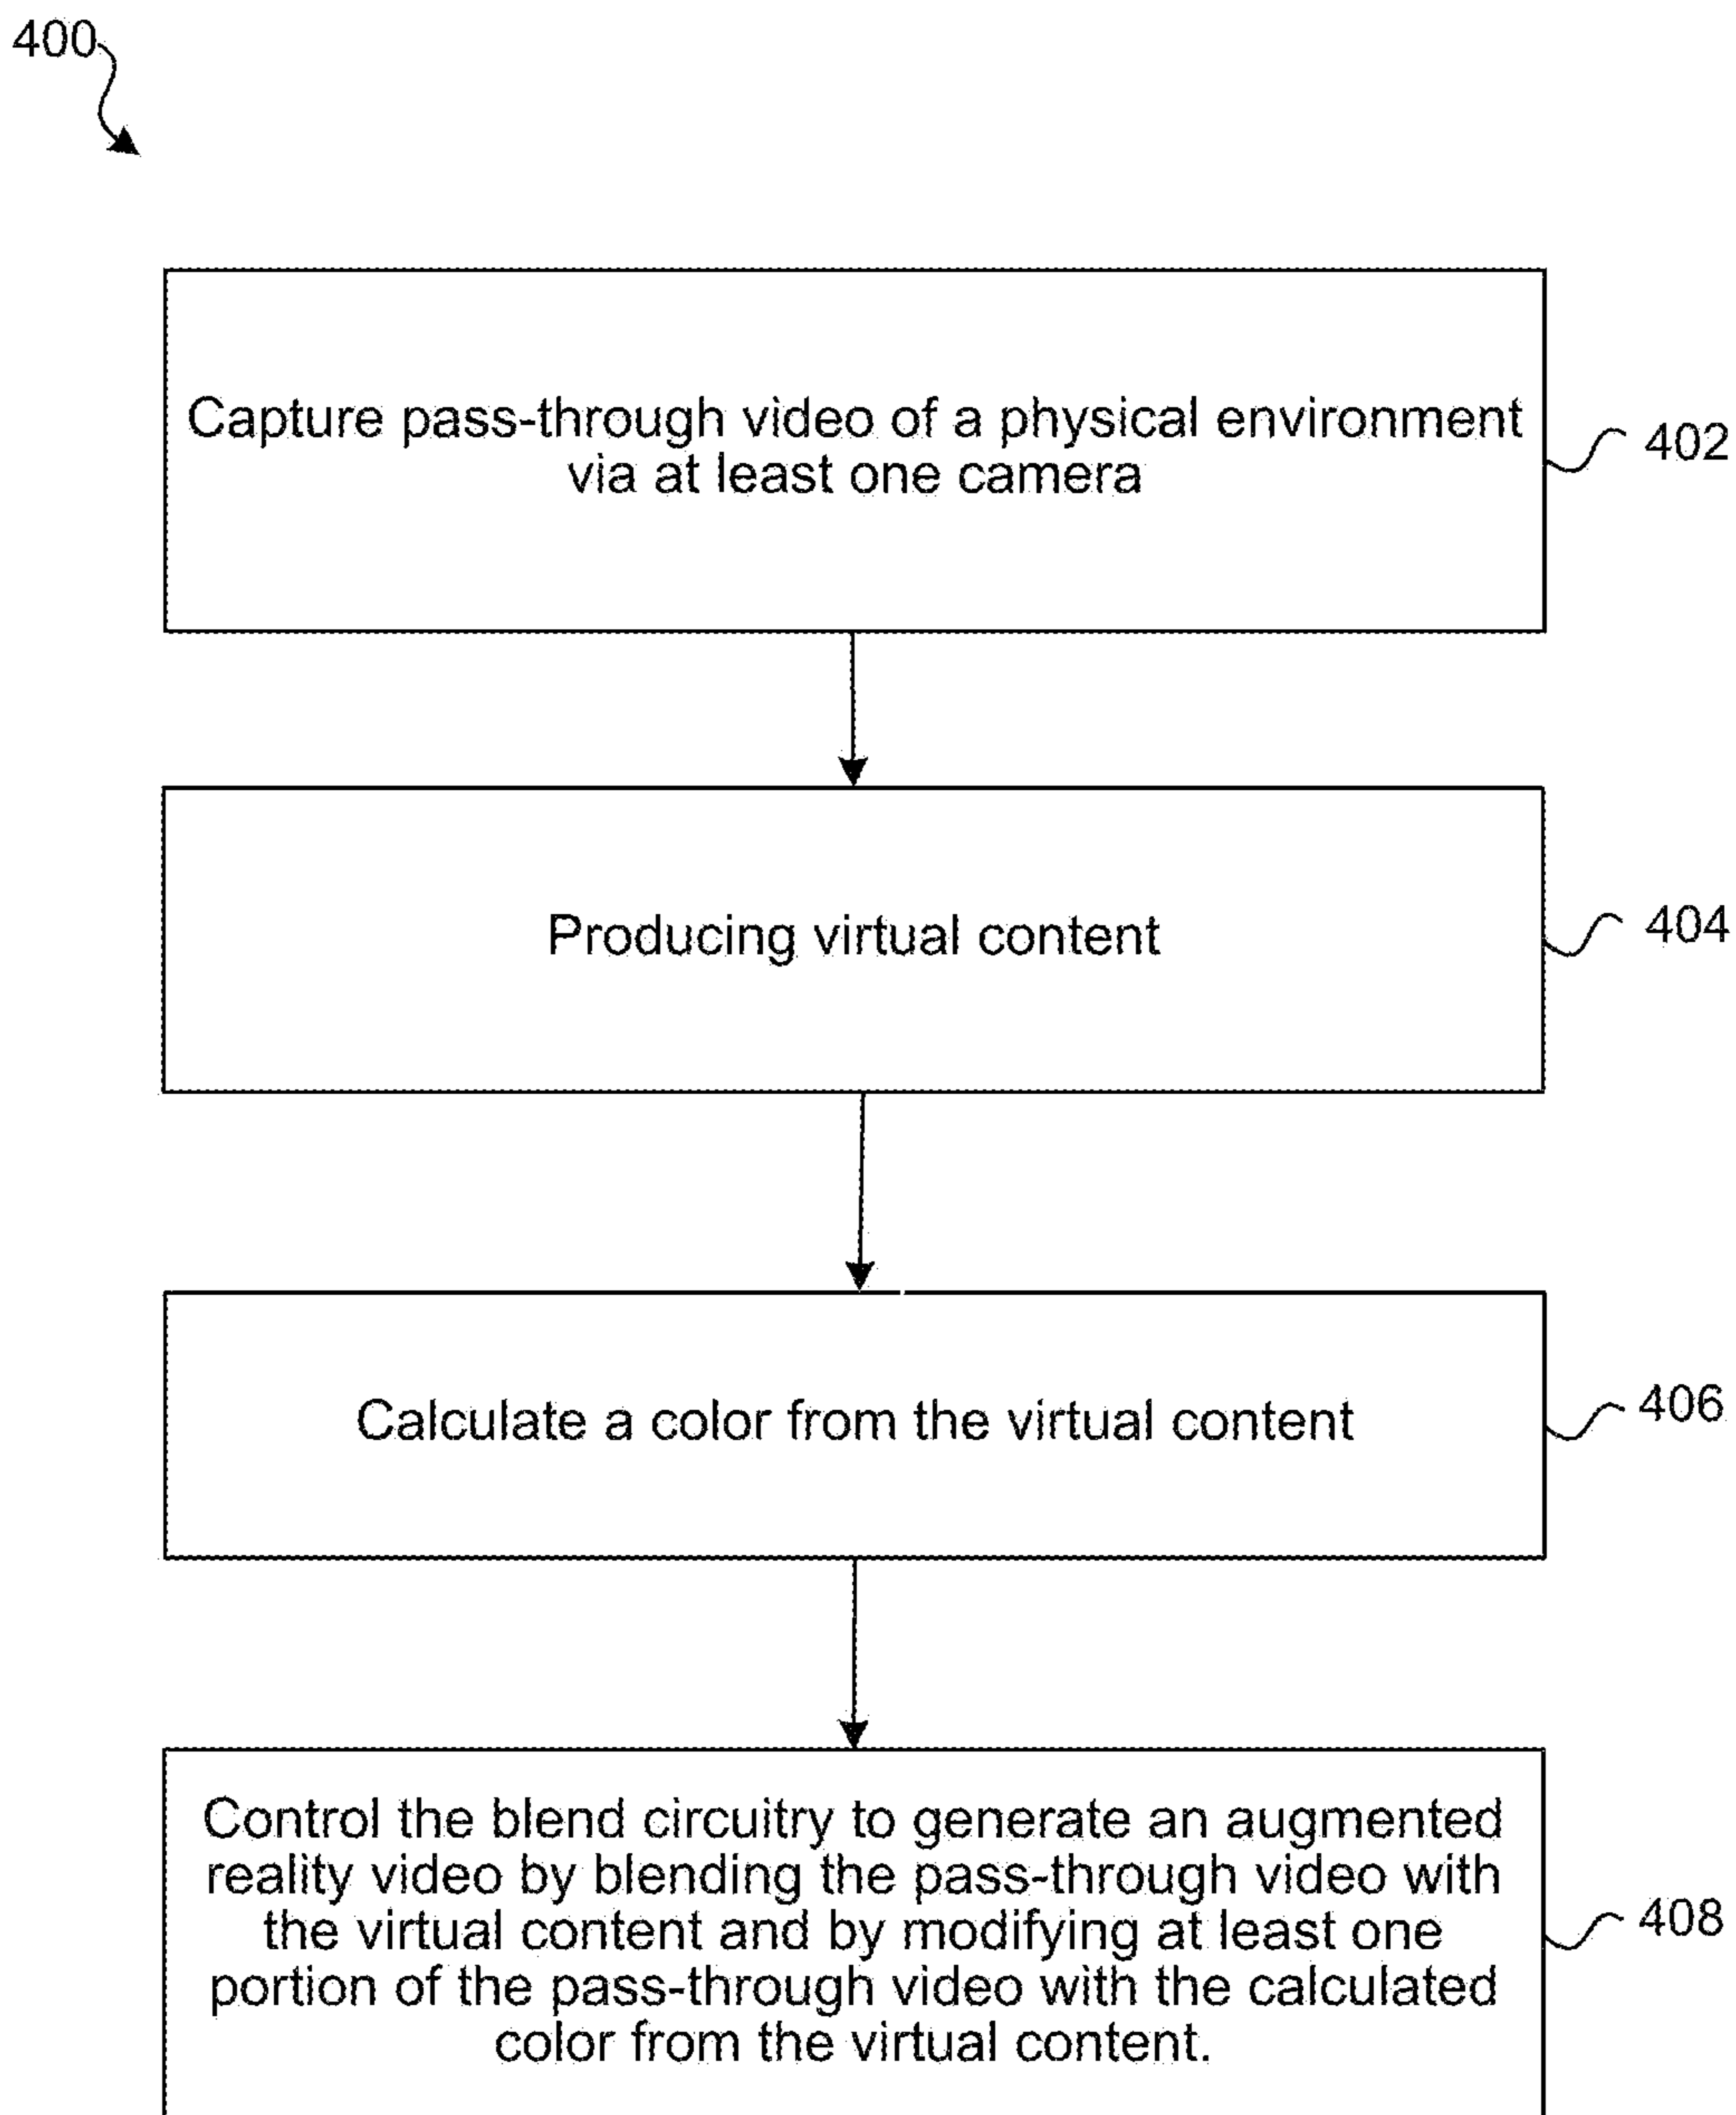 400
Capture pass-through video of a physical environment
via at least one camera
402
Producing virtual content
404
Calculate a color from the virtual content
406
Control the blend circuitry to generate an augmented
reality video by blending the pass-through video with
the virtual content and by modifying at least one
portion of the pass-through video with the calculated
color from the virtual content.
408